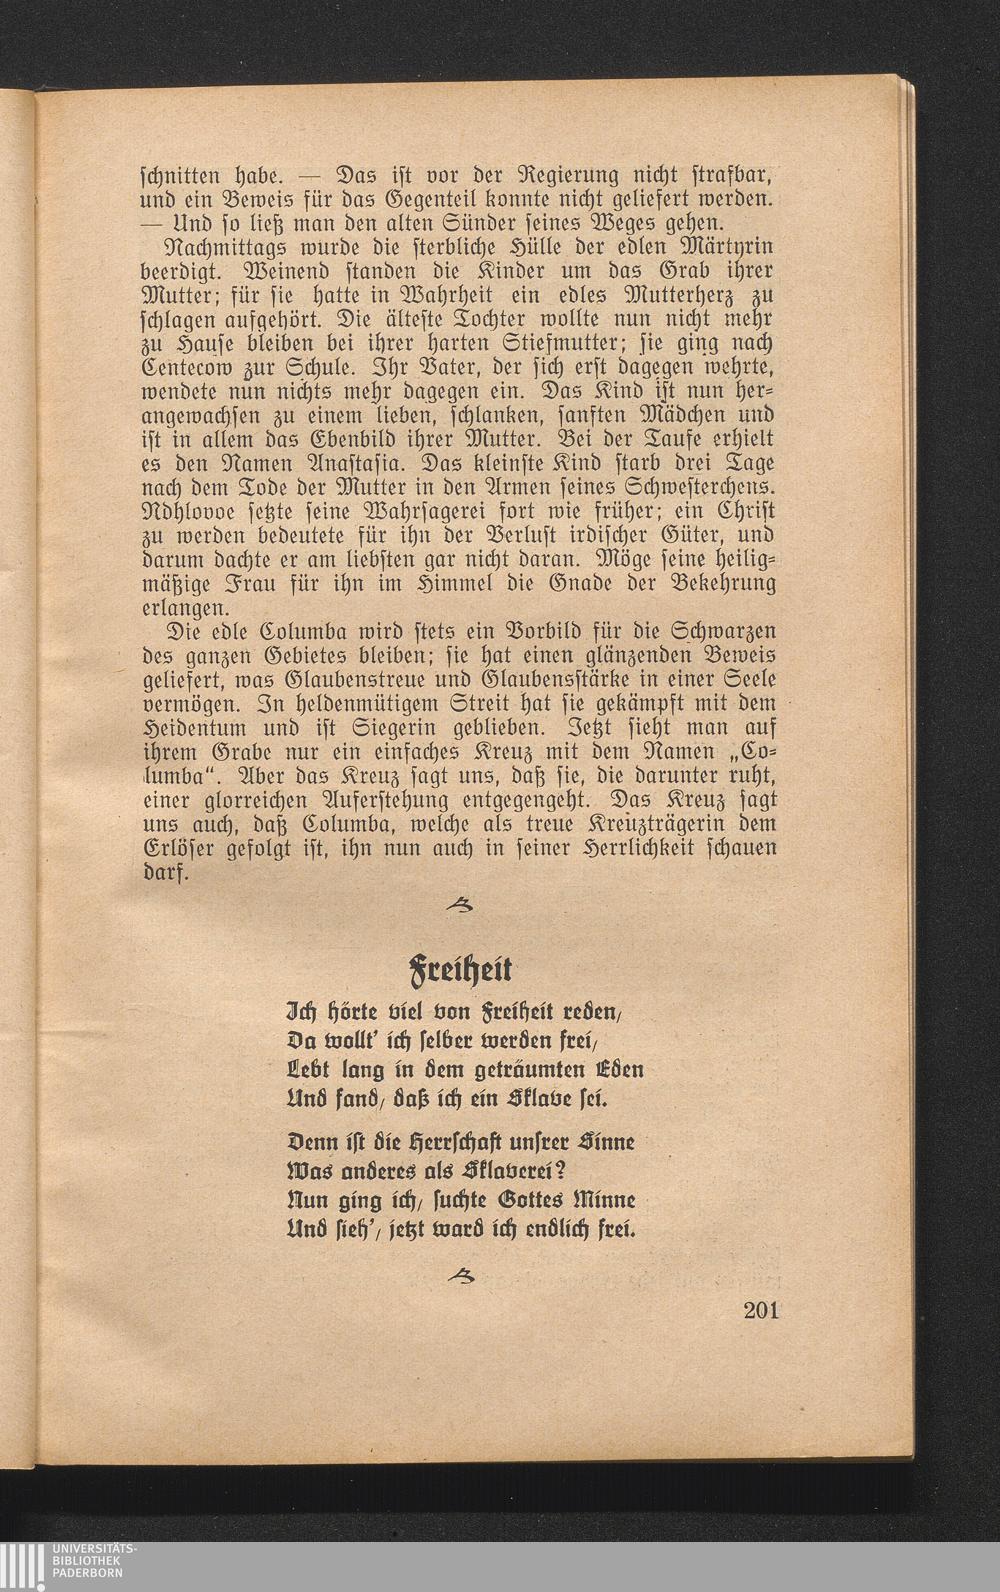 schnitten habe. — Das ist vor der Regierung nicht strafbar,
und ein Beweis für das Gegenteil konnte nicht geliefert werden.
— Und so ließ man den alten Sünder seines Weges gehen.
Nachmittags wurde die sterbliche Hülle der edlen Märtyrin
beerdigt. Weinend standen die Kinder um das Grab ihrer
Mutter; für sie hatte in Wahrheit ein edles Mutterherz zu
schlagen aufgehört. Die älteste Tochter wollte nun nicht mehr
zu Hause bleiben bei ihrer harten Stiefmutter; sie ging nach
Centecow zur Schule. Ihr Vater, der sich erst dagegen wehrte,
wendete nun nichts mehr dagegen ein. Das Kind ist nun her-
angewachsen zu einem lieben, schlanken, sanften Mädchen und
ist in allem das Ebenbild ihrer Mutter. Bei der Taufe erhielt
es den Namen Anastasia. Das kleinste Kind starb drei Tage
nach dem Tode der Mutter in den Armen seines Schwesterchens.
Ndhlovoe setzte seine Wahrsagerei fort wie früher; ein Christ
zu werden bedeutete für ihn der Verlust irdischer Güter, und
darum dachte er am liebsten gar nicht daran. Möge seine heilig-
mäßige Frau für ihn im Himmel die Gnade der Bekehrung
erlangen.
Die edle Columba wird stets ein Vorbild für die Schwarzen
des ganzen Gebietes bleiben; sie hat einen glänzenden Beweis
geliefert, was Glaubenstreue und Glaubensstärke in einer Seele
vermögen. In heldenmütigem Streit hat sie gekämpft mit dem
Heidentum und ist Siegerin geblieben. Jetzt sieht man auf
ihrem Grabe nur ein einfaches Kreuz mit dem Namen „Co-
lumba“. Aber das Kreuz sagt uns, daß sie, die darunter ruht,
einer glorreichen Auferstehung entgegengeht. Das Kreuz sagt
uns auch, daß Columba, welche als treue Kreuzträgerin dem
Erlöser gefolgt ist, ihn nun auch in seiner Herrlichkeit schauen
darf.
Freiheit
Ich hörte viel von Freiheit reden,
Da wollt' ich selber werden frei,
Lebt lang in dem geträumten Eden
Und fand, daß ich ein Sklave sei.
Denn ist die Herrschaft unsrer Sinne
Was anderes als Sklaverei?
Nun ging ich, suchte Gottes Minne
Und sieh', jetzt ward ich endlich frei.
201
UNIVERSITÄTS-
BIBLIOTHEK
PADERBORN